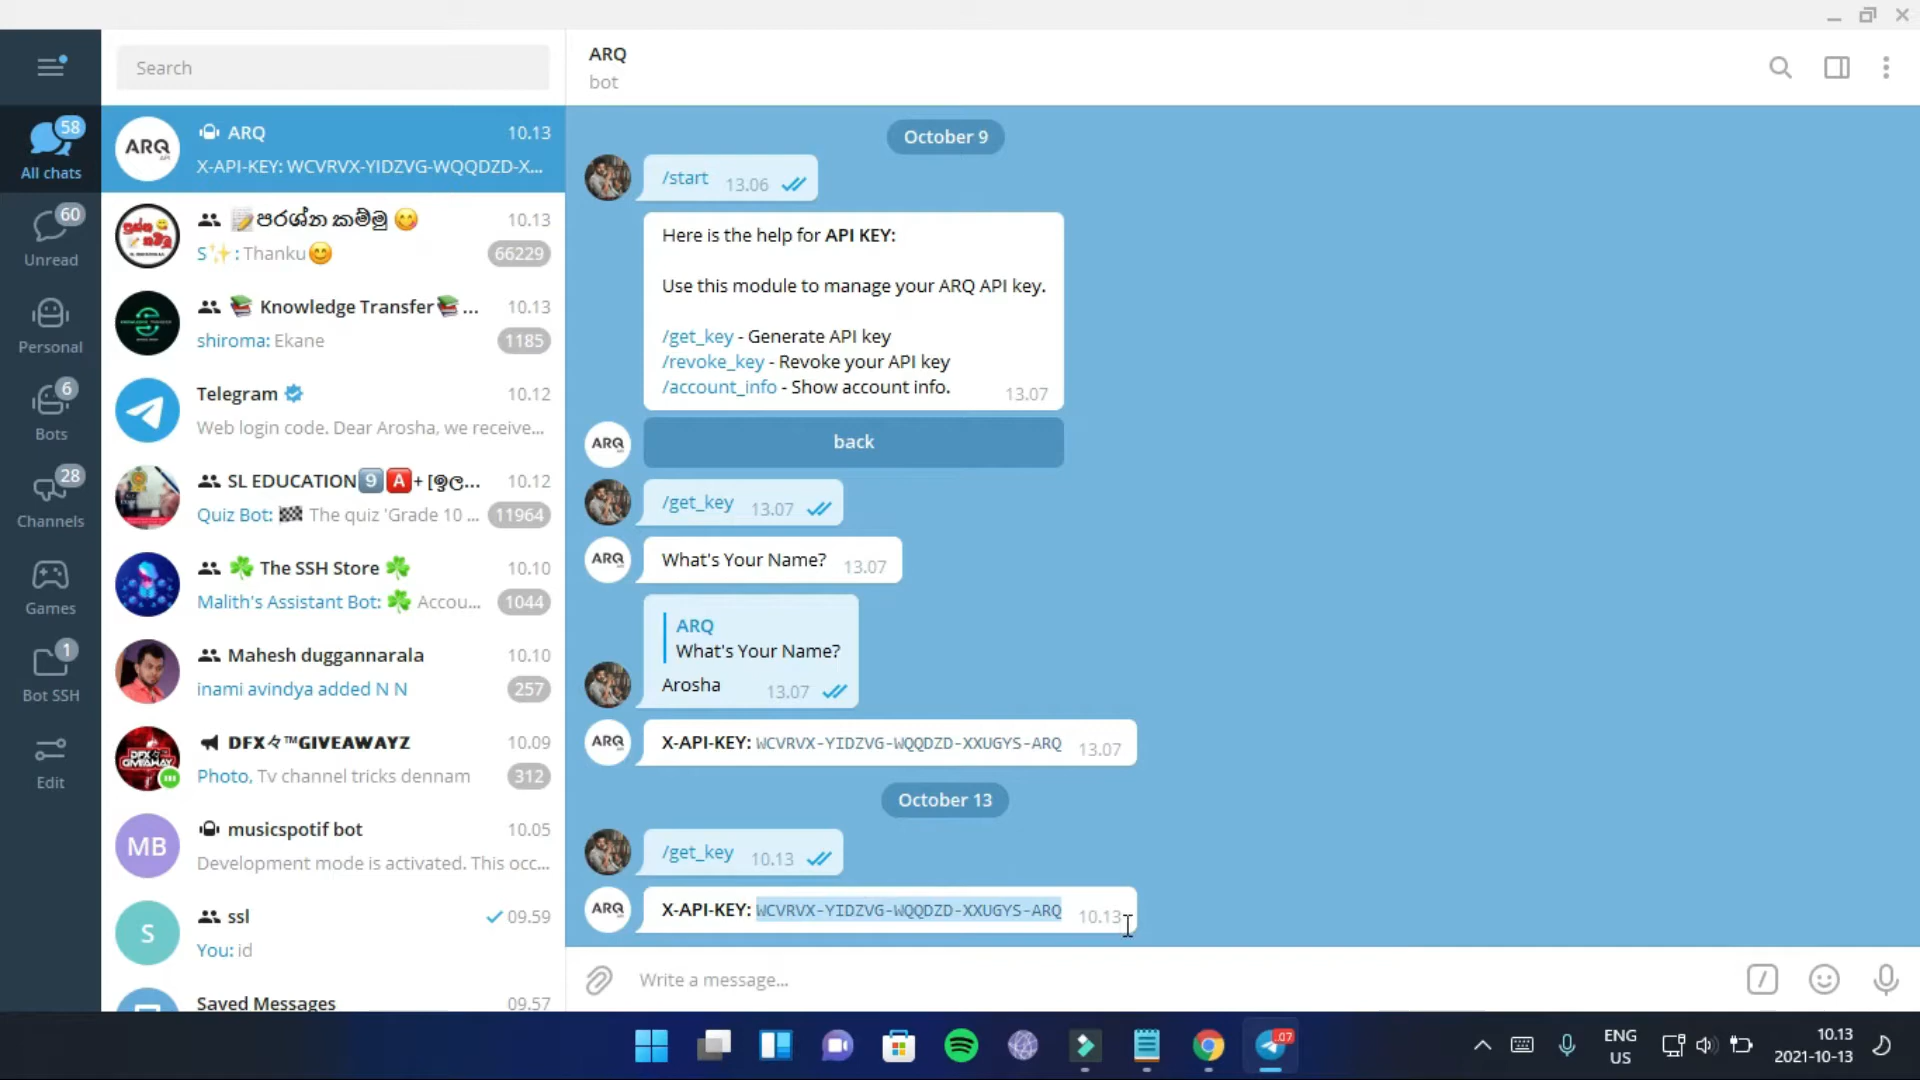 Search
All chats
58
Unread
60
Personal
Bots
6
Channels
28
Games
Bot SSH
1
Edit
ARQ 10.13
X-API-KEY: WCVRVX-YIDZVG-WQQDZD-X...
📝පරශ්න කම්මු 😋 10.13
S✨: Thanku😊 66229
📚 Knowledge Transfer📚 ... 10.13
shiroma: Ekane 1185
Telegram 10.12
Web login code. Dear Arosha, we receive...
SL EDUCATION9️⃣🅰️+ [ඉල... 10.12
Quiz Bot: 🏁 The quiz 'Grade 10 ... 11964
☘️ The SSH Store ☘️ 10.10
Malith's Assistant Bot: ☘️ Accou... 1044
Mahesh duggannarala 10.10
inami avindya added N N 257
DFX々™GIVEAWAYZ 10.09
Photo, Tv channel tricks dennam 312
MB
musicspotif bot 10.05
Development mode is activated. This occ...
S
ssl 09.59
You: id
Saved Messages 09.57
ARQ
bot
October 9
/start 13.06
Here is the help for API KEY:
Use this module to manage your ARQ API key.
/get_key - Generate API key
/revoke_key - Revoke your API key
/account_info - Show account info. 13.07
ARQ
back
/get_key 13.07
ARQ
What's Your Name? 13.07
ARQ
What's Your Name?
Arosha 13.07
ARQ
X-API-KEY: WCVRVX-YIDZVG-WQQDZD-XXUGYS-ARQ 13.07
October 13
/get_key 10.13
ARQ
X-API-KEY: WCVRVX-YIDZVG-WQQDZD-XXUGYS-ARQ 10.13
Write a message...
.07
ENG
US
10.13
2021-10-13